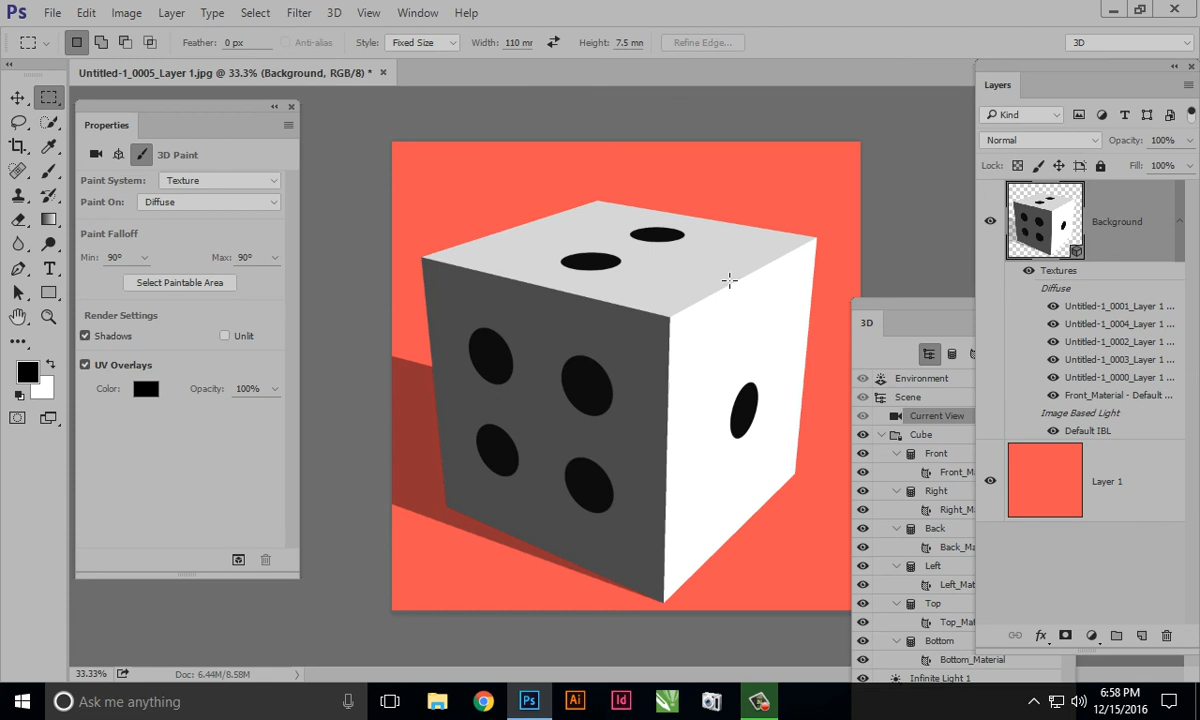 Ps File Edit Image Layer Type Select Filter 3D View Window Help
Feather: 0 px Anti-alias Style: Fixed Size Width: 110 mr Height: 7.5 mn Refine Edge... 3D
Untitled-1_0005_Layer 1.jpg @ 33.3% (Background, RGB/8) *
Properties
3D Paint
Paint System: Texture
Paint On: Diffuse
Paint Falloff
Min: 90° Max: 90°
Select Paintable Area
Render Settings
Shadows Unlit
UV Overlays
Color: Opacity: 100%
Layers
Kind
Normal Opacity: 100%
Lock: Fill: 100%
Background
Textures
Diffuse
Untitled-1_0001_Layer 1 ...
Untitled-1_0004_Layer 1 ...
Untitled-1_0002_Layer 1 ...
Untitled-1_0003_Layer 1 ...
Untitled-1_0000_Layer 1 ...
Front_Material - Default ...
Image Based Light
Default IBL
Layer 1
3D
Environment
Scene
Current View
Cube
Front
Front_M
Right
Right_M
Back
Back_Ma
Left
Left_Mat
Top
Top_Mat
Bottom
Bottom_Material
Infinite Light 1
fx
33.33% Doc: 6.44M/8.58M
Ask me anything
Ps Ai Id
6:58 PM
12/15/2016